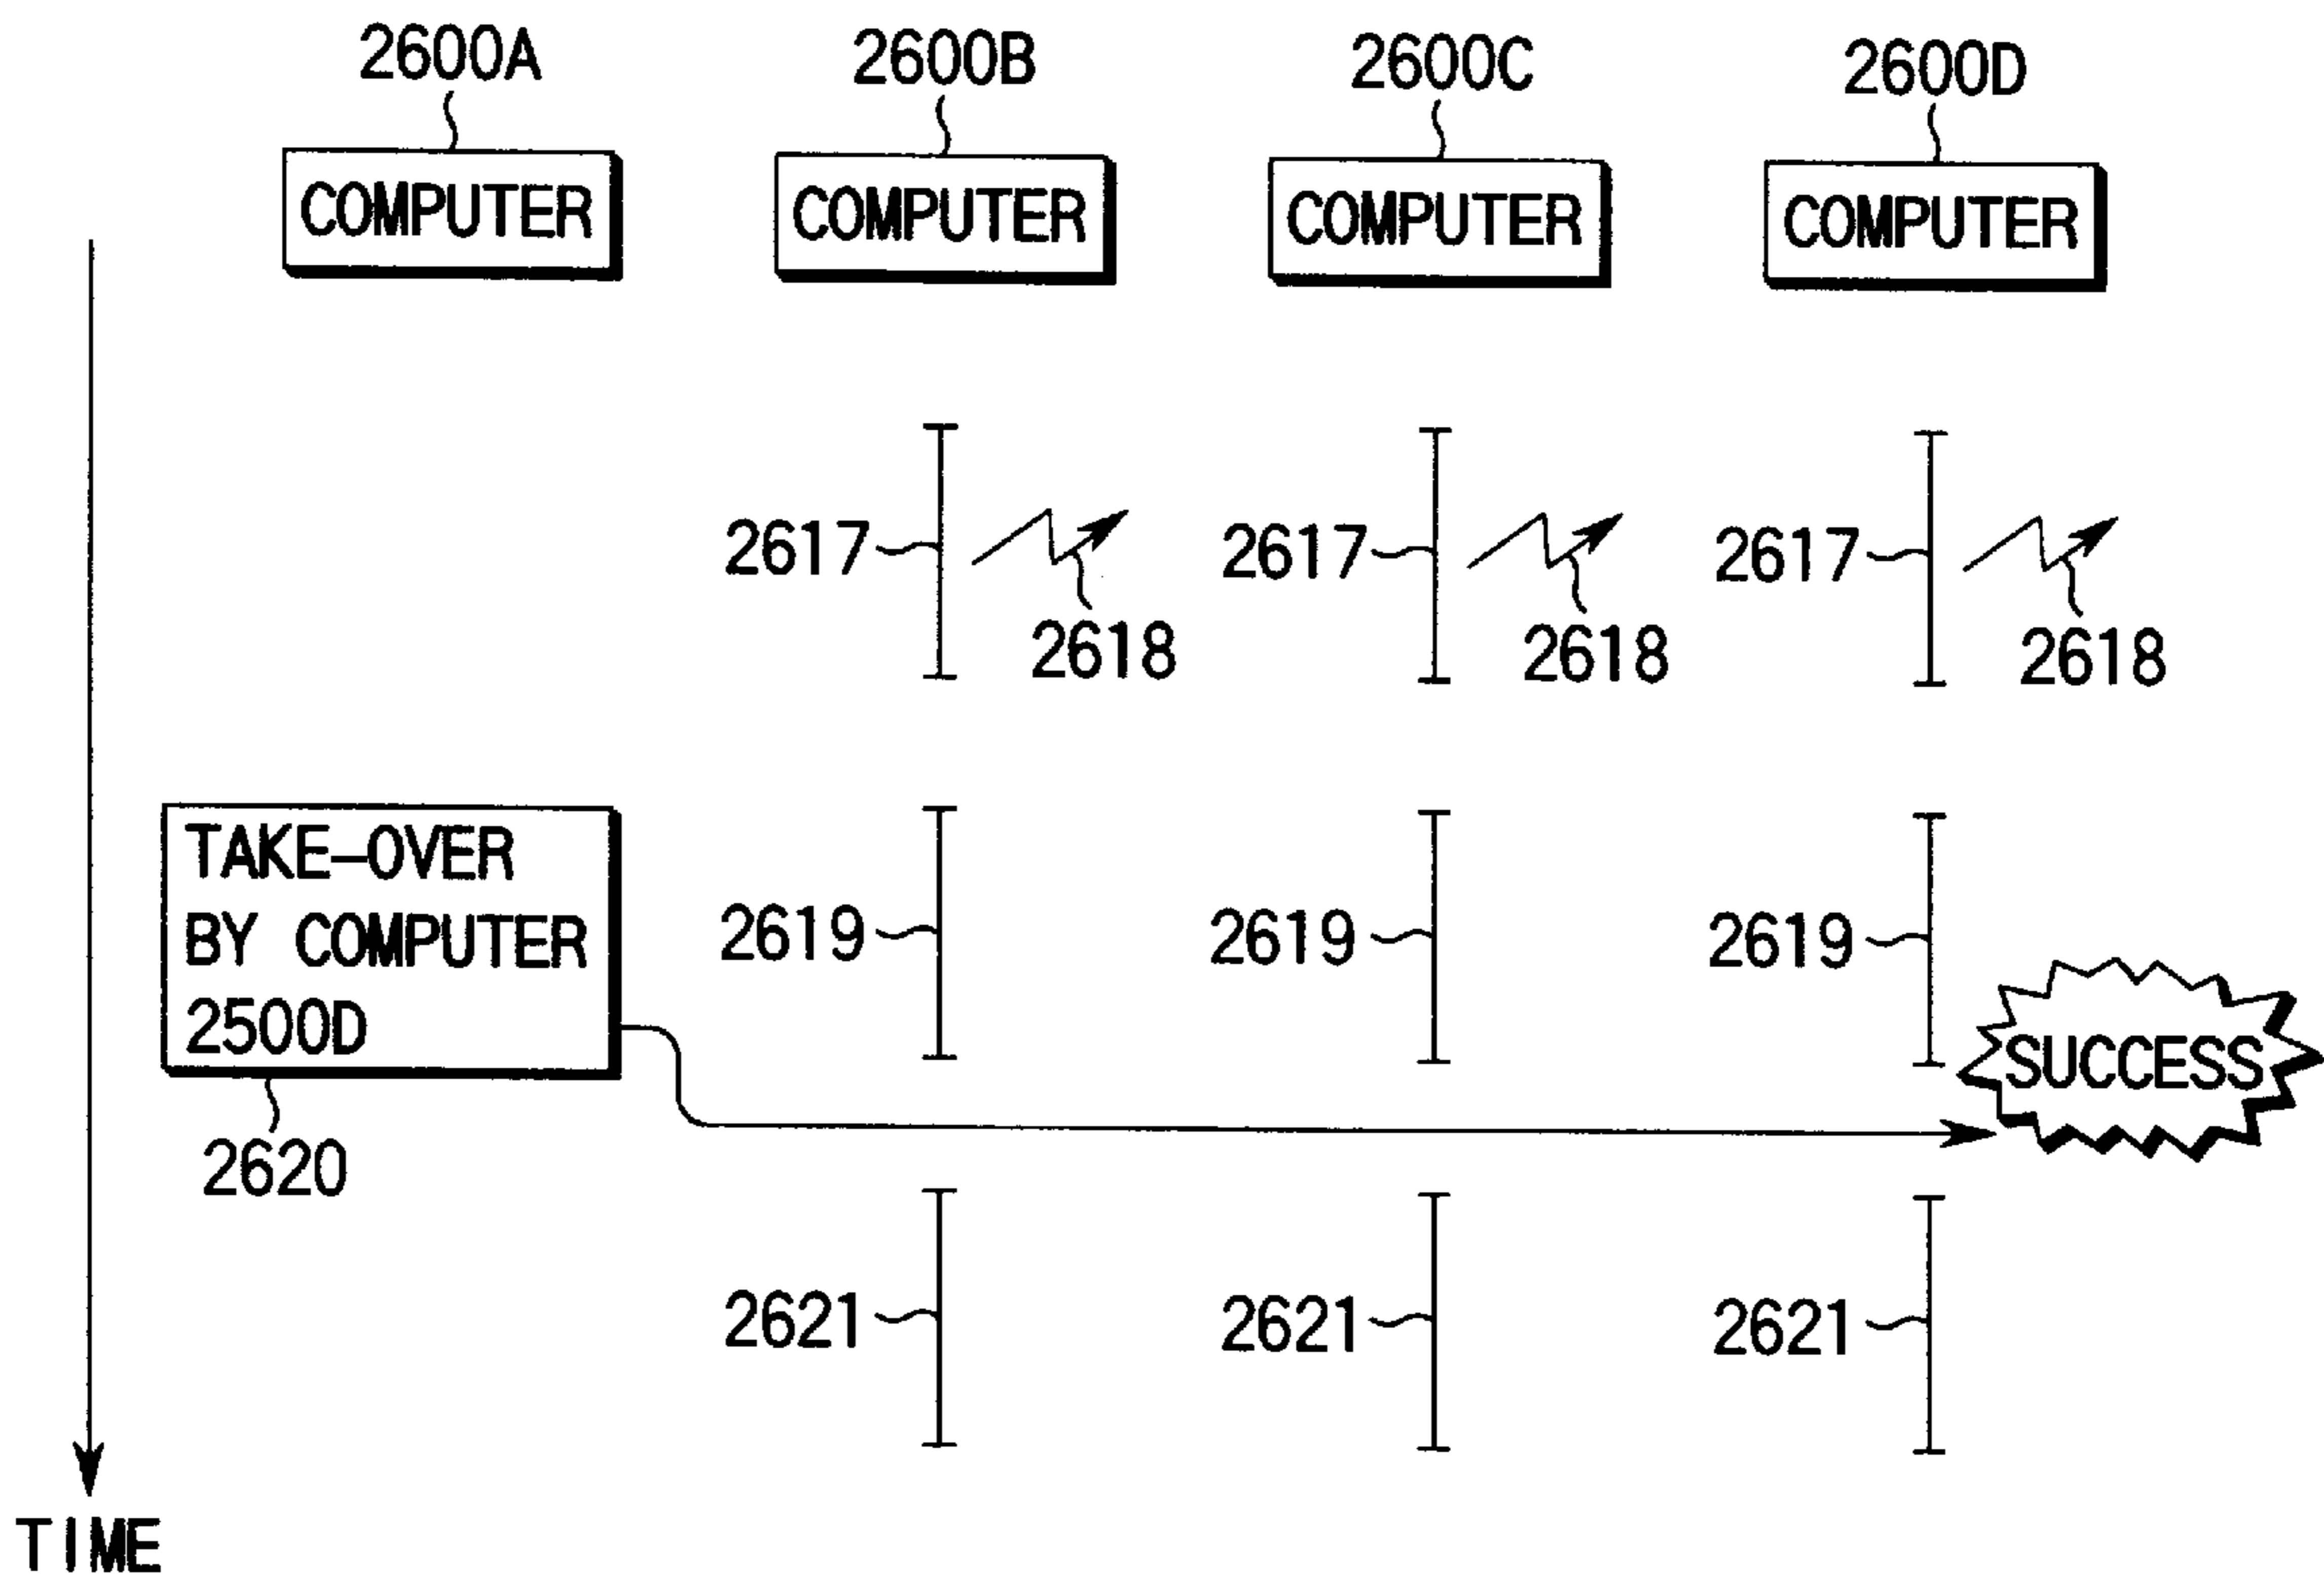 2600A
2600B
2600C
2600D
COMPUTER
COMPUTER
COMPUTER
COMPUTER
2617
2618
2617
2618
2617
2618
TAKE-OVER
BY COMPUTER
2500D
2620
2619
2619
2619
SUCCESS
2621
2621
2621
TIME